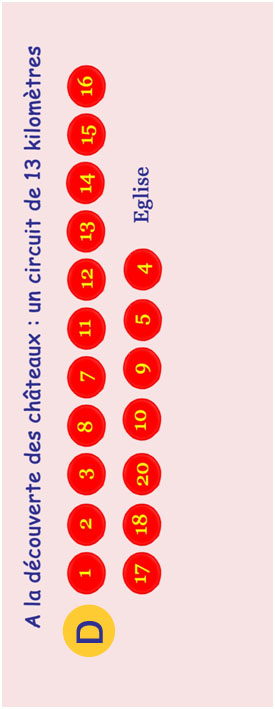 A la découverte des châteaux : un circuit de 13 kilomètres
D 1 2 3 8 7 11 12 13 14 15 16
17 18 20 10 9 5 4 Eglise